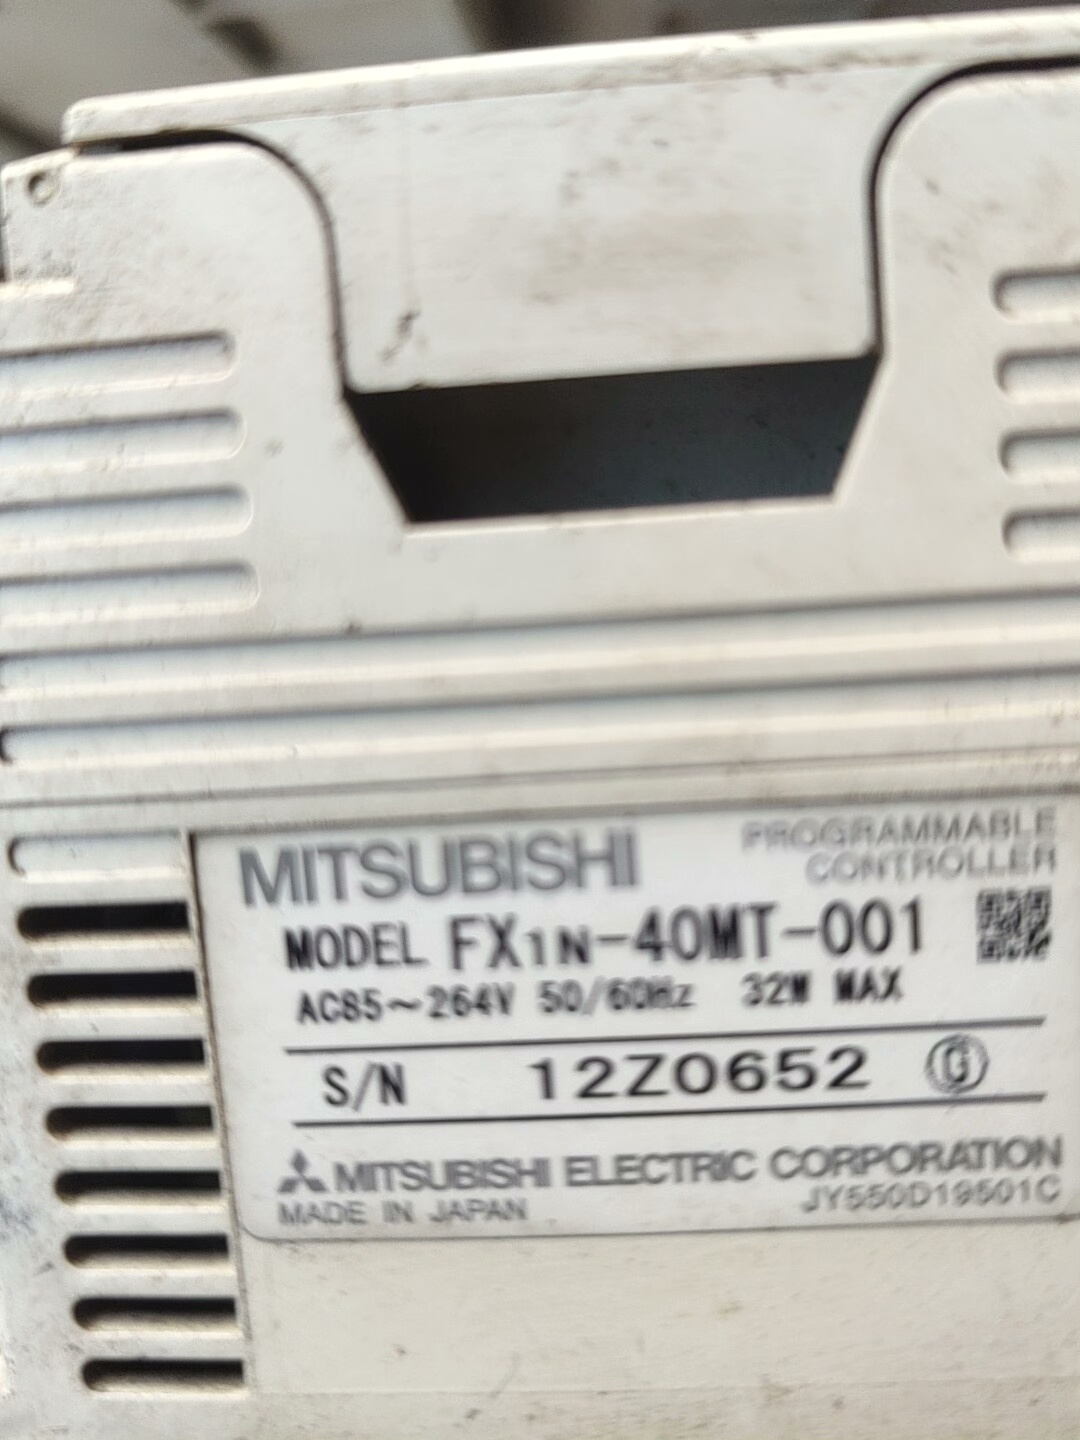 MITSUBISHI
PROGRAMMABLE
CONTROLLER
MODEL FX1N-40MT-001
AC85～264V 50/60Hz 32W MAX
S/N 12Z0652 G
MITSUBISHI ELECTRIC CORPORATION
MADE IN JAPAN JY550D19501C